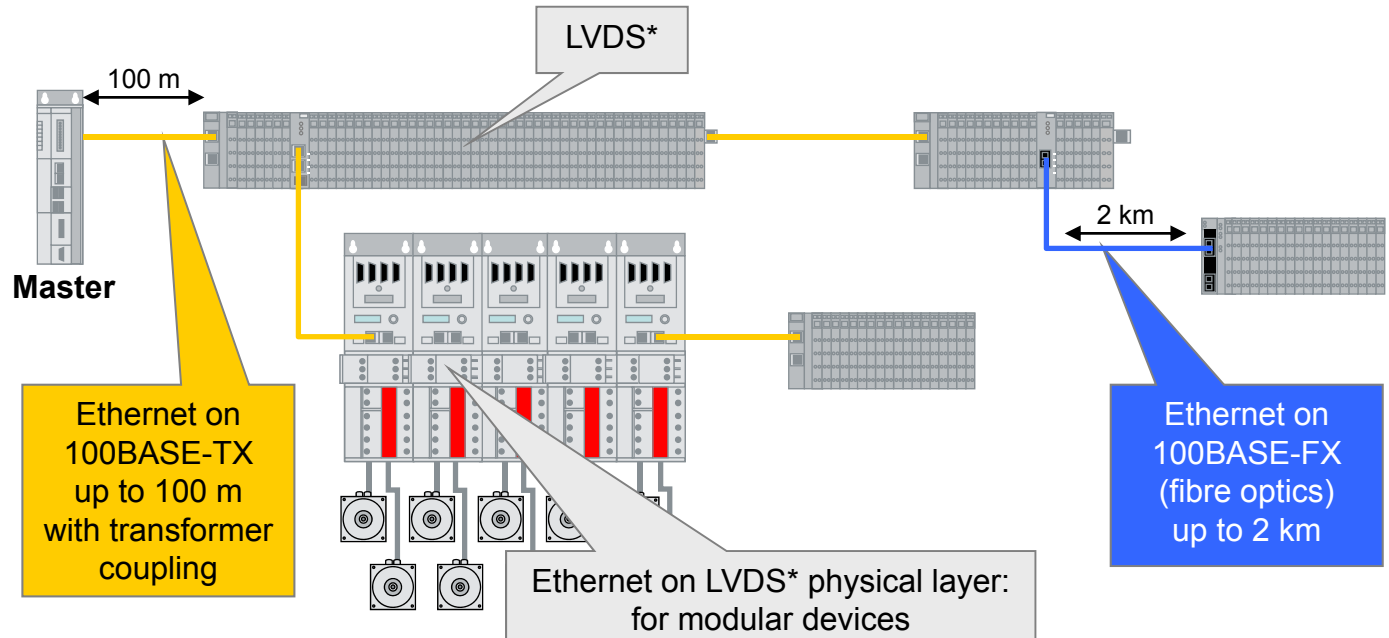 LVDS*
100 m
2 km
Master
Ethernet on
100BASE-TX
up to 100 m
with transformer
coupling
Ethernet on
100BASE-FX
(fibre optics)
up to 2 km
Ethernet on LVDS* physical layer:
for modular devices